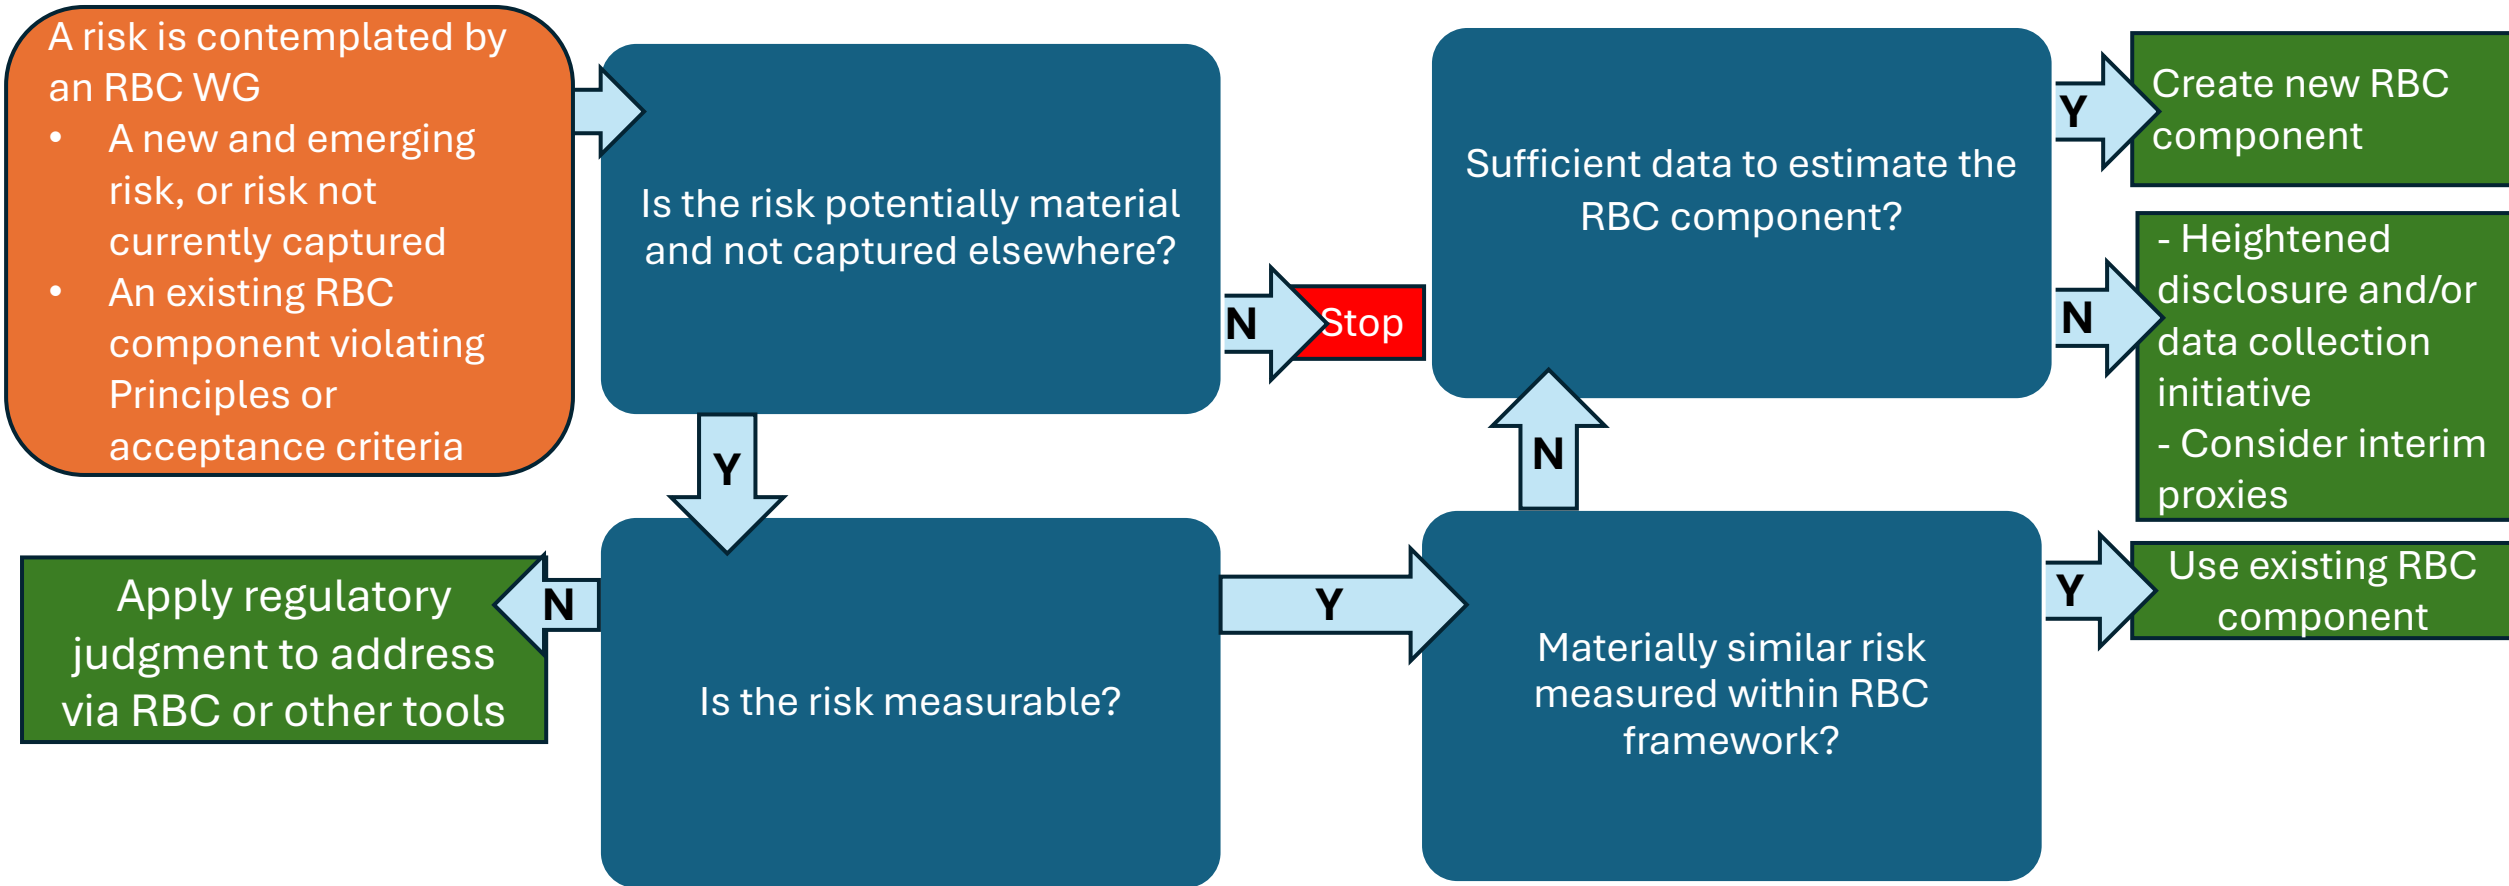 A risk is contemplated by
an RBC WG
• A new and emerging
risk, or risk not
currently captured
• An existing RBC
component violating
Principles or
acceptance criteria
Is the risk potentially material
and not captured elsewhere?
N
Stop
Y
Is the risk measurable?
N
Apply regulatory
judgment to address
via RBC or other tools
Y
Materially similar risk
measured within RBC
framework?
Y
Use existing RBC
component
N
Sufficient data to estimate the
RBC component?
Y
Create new RBC
component
N
- Heightened
disclosure and/or
data collection
initiative
- Consider interim
proxies